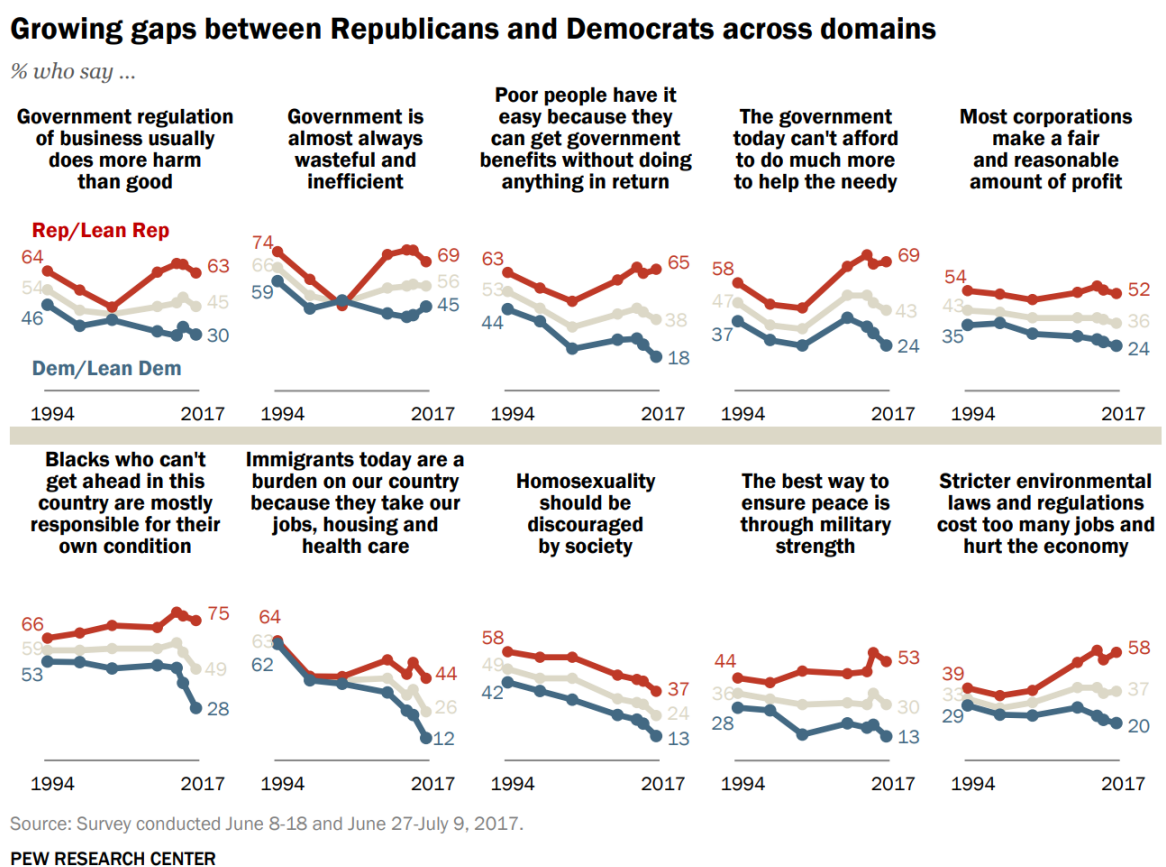 Growing gaps between Republicans and Democrats across domains
% who say ...
Government regulation
of business usually
does more harm
than good
Government is
almost always
wasteful and
inefficient
Poor people have it
easy because they
can get government
benefits without doing
anything in return
The government
today can't afford
to do much more
to help the needy
Most corporations
make a fair
and reasonable
amount of profit
Rep/Lean Rep
64
63
54
45
46
30
Dem/Lean Dem
1994
2017
74
69
66
56
59
45
1994
2017
63
65
53
38
44
18
1994
2017
58
69
47
43
37
24
1994
2017
54
52
43
36
35
24
1994
2017
Blacks who can't
get ahead in this
country are mostly
responsible for their
own condition
Immigrants today are a
burden on our country
because they take our
jobs, housing and
health care
Homosexuality
should be
discouraged
by society
The best way to
ensure peace is
through military
strength
Stricter environmental
laws and regulations
cost too many jobs and
hurt the economy
66
75
59
49
53
28
1994
2017
64
44
63
26
62
12
1994
2017
58
37
49
24
42
13
1994
2017
44
53
36
30
28
13
1994
2017
39
58
33
37
29
20
1994
2017
Source: Survey conducted June 8-18 and June 27-July 9, 2017.
PEW RESEARCH CENTER